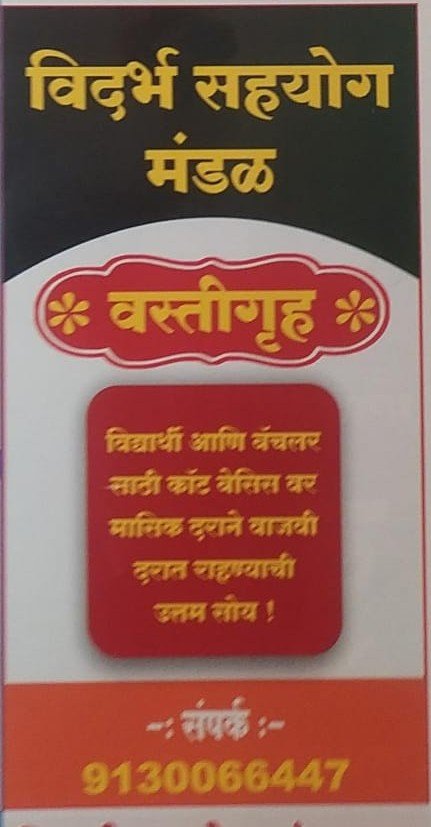 विदर्भ सहयोग
मंडळ
वस्तीगृह
विद्यार्थी आणि बॅचलर
साठी कॉट बेसिस वर
मासिक दराने वाजवी
दरात राहण्याची
उत्तम सोय !
-: संपर्क :-
9130066447